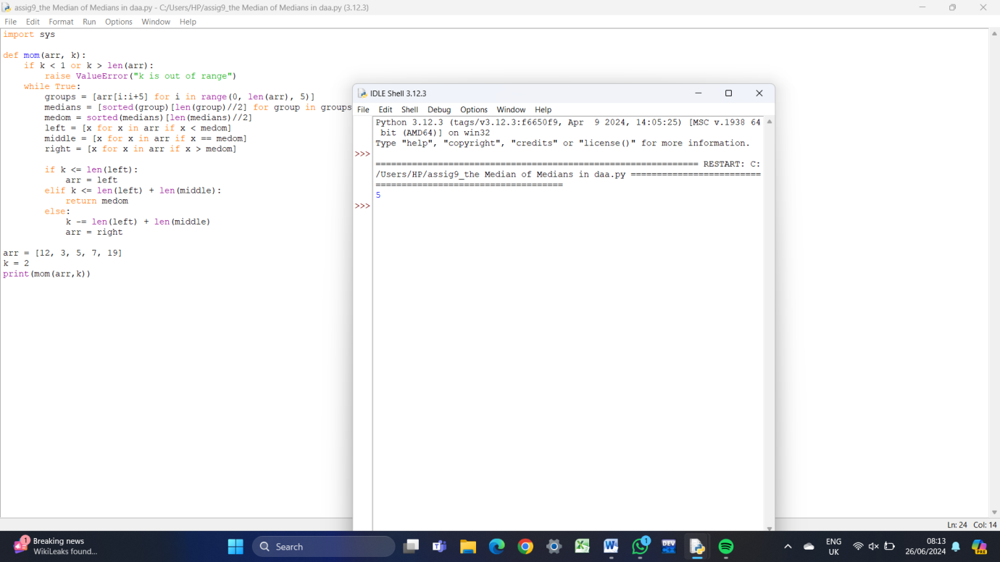 assig9_the Median of Medians in daa.py - C:/Users/HP/assig9_the Median of Medians in daa.py (3.12.3)
File Edit Format Run Options Window Help
import sys
def mom(arr, k):
    if k < 1 or k > len(arr):
        raise ValueError("k is out of range")
    while True:
        groups = [arr[i:i+5] for i in range(0, len(arr), 5)]
        medians = [sorted(group)[len(group)//2] for group in groups
        medom = sorted(medians)[len(medians)//2]
        left = [x for x in arr if x < medom]
        middle = [x for x in arr if x == medom]
        right = [x for x in arr if x > medom]
        if k <= len(left):
            arr = left
        elif k <= len(left) + len(middle):
            return medom
        else:
            k -= len(left) + len(middle)
            arr = right
arr = [12, 3, 5, 7, 19]
k = 2
print(mom(arr,k))
IDLE Shell 3.12.3
File Edit Shell Debug Options Window Help
Python 3.12.3 (tags/v3.12.3:f6650f9, Apr  9 2024, 14:05:25) [MSC v.1938 64
 bit (AMD64)] on win32
Type "help", "copyright", "credits" or "license()" for more information.
>>>
============================================================== RESTART: C:
/Users/HP/assig9_the Median of Medians in daa.py =========================
====================================
5
>>>
Ln: 24 Col: 14
1
Breaking news
WikiLeaks found...
Search
1
DEV
ENG
UK
08:13
26/06/2024
PRE